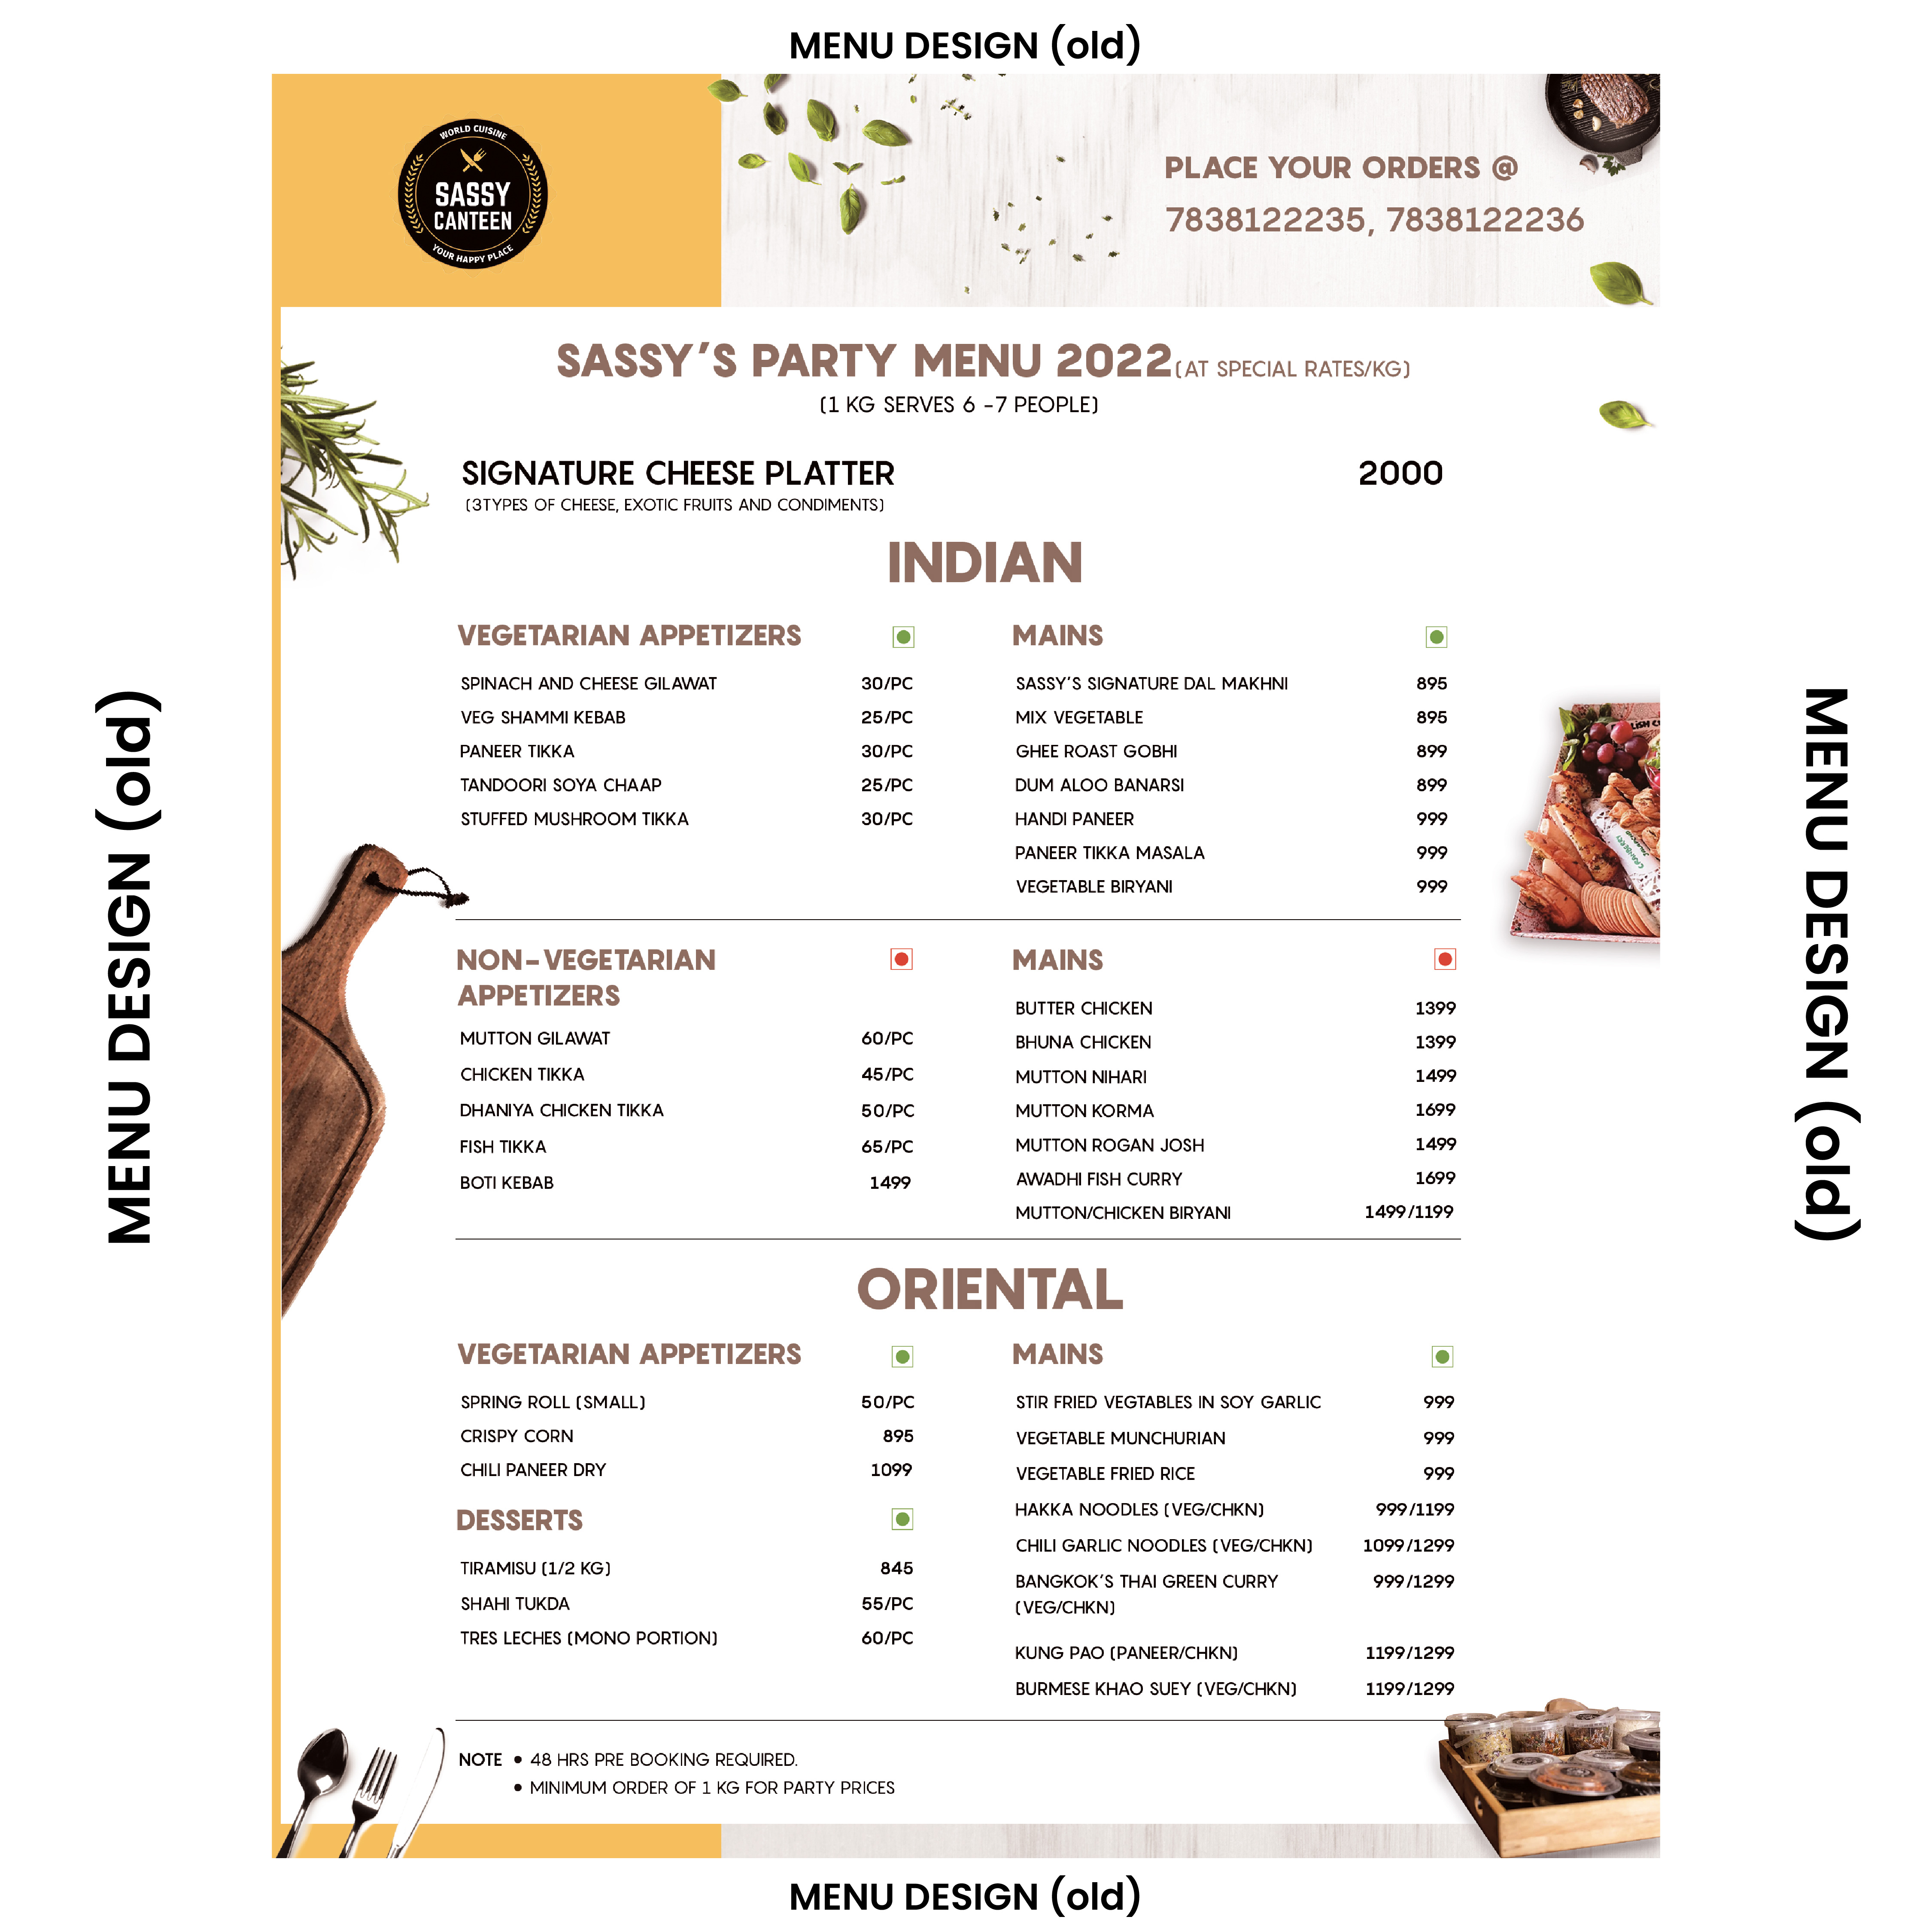 MENU DESIGN (old)
WORLD CUISINE
SASSY
CANTEEN
YOUR HAPPY PLACE
PLACE YOUR ORDERS @
7838122235, 7838122236
SASSY'S PARTY MENU 2022 (AT SPECIAL RATES/KG)
(1 KG SERVES 6 -7 PEOPLE)
SIGNATURE CHEESE PLATTER 2000
(3TYPES OF CHEESE, EXOTIC FRUITS AND CONDIMENTS)
INDIAN
VEGETARIAN APPETIZERS
SPINACH AND CHEESE GILAWAT 30/PC
VEG SHAMMI KEBAB 25/PC
PANEER TIKKA 30/PC
TANDOORI SOYA CHAAP 25/PC
STUFFED MUSHROOM TIKKA 30/PC
MAINS
SASSY'S SIGNATURE DAL MAKHNI 895
MIX VEGETABLE 895
GHEE ROAST GOBHI 899
DUM ALOO BANARSI 899
HANDI PANEER 999
PANEER TIKKA MASALA 999
VEGETABLE BIRYANI 999
NON-VEGETARIAN
APPETIZERS
MUTTON GILAWAT 60/PC
CHICKEN TIKKA 45/PC
DHANIYA CHICKEN TIKKA 50/PC
FISH TIKKA 65/PC
BOTI KEBAB 1499
MAINS
BUTTER CHICKEN 1399
BHUNA CHICKEN 1399
MUTTON NIHARI 1499
MUTTON KORMA 1699
MUTTON ROGAN JOSH 1499
AWADHI FISH CURRY 1699
MUTTON/CHICKEN BIRYANI 1499/1199
ORIENTAL
VEGETARIAN APPETIZERS
SPRING ROLL (SMALL) 50/PC
CRISPY CORN 895
CHILI PANEER DRY 1099
DESSERTS
TIRAMISU (1/2 KG) 845
SHAHI TUKDA 55/PC
TRES LECHES (MONO PORTION) 60/PC
MAINS
STIR FRIED VEGTABLES IN SOY GARLIC 999
VEGETABLE MUNCHURIAN 999
VEGETABLE FRIED RICE 999
HAKKA NOODLES (VEG/CHKN) 999/1199
CHILI GARLIC NOODLES (VEG/CHKN) 1099/1299
BANGKOK'S THAI GREEN CURRY 999/1299
(VEG/CHKN)
KUNG PAO (PANEER/CHKN) 1199/1299
BURMESE KHAO SUEY (VEG/CHKN) 1199/1299
NOTE • 48 HRS PRE BOOKING REQUIRED.
• MINIMUM ORDER OF 1 KG FOR PARTY PRICES
MENU DESIGN (old)
MENU DESIGN (old)
MENU DESIGN (old)